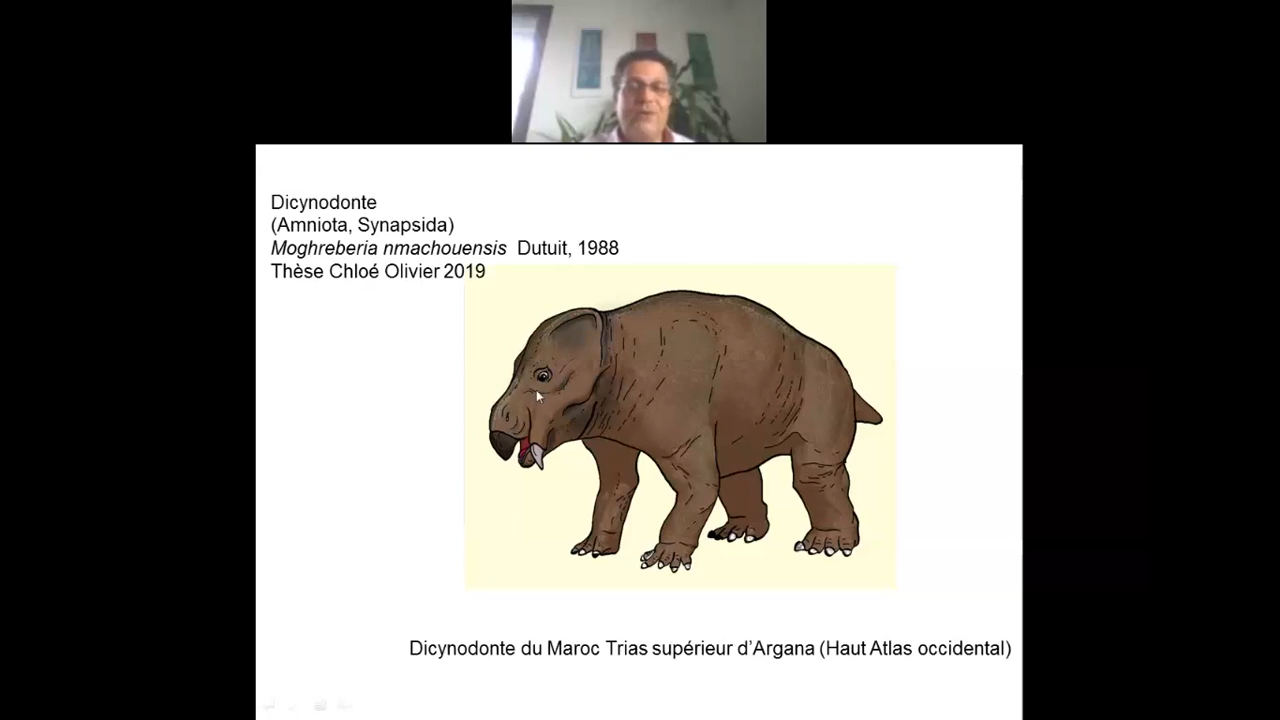 Dicynodonte
(Amniota, Synapsida)
Moghreberia nmachouensis Dutuit, 1988
Thèse Chloé Olivier 2019
Dicynodonte du Maroc Trias supérieur d’Argana (Haut Atlas occidental)